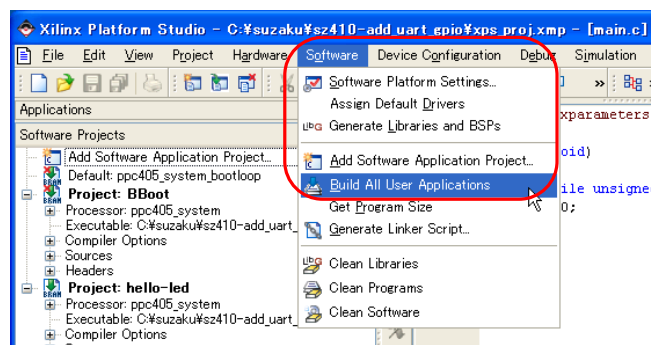 Xilinx Platform Studio - C:¥suzaku¥sz410-add_uart_gpio¥xps_proj.xmp - [main.c]
File Edit View Project Hardware Software Device Configuration Debug Simulation
Applications
Software Projects
Add Software Application Project...
Default: ppc405_system_bootloop
Project: BBoot
Processor: ppc405_system
Executable: C:¥suzaku¥sz410-add_uart_
Compiler Options
Sources
Headers
Project: hello-led
Processor: ppc405_system
Executable: C:¥suzaku¥sz410-add_uart_
Compiler Options
Software Platform Settings...
Assign Default Drivers
Generate Libraries and BSPs
Add Software Application Project...
Build All User Applications
Get Program Size
Generate Linker Script...
Clean Libraries
Clean Programs
Clean Software
»
xparameters
oid)
ile unsigne
0;